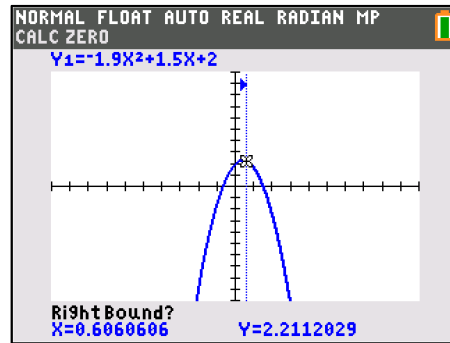 NORMAL FLOAT AUTO REAL RADIAN MP
CALC ZERO
Y₁=⁻1.9X²+1.5X+2
Right Bound?
X=0.6060606 Y=2.2112029